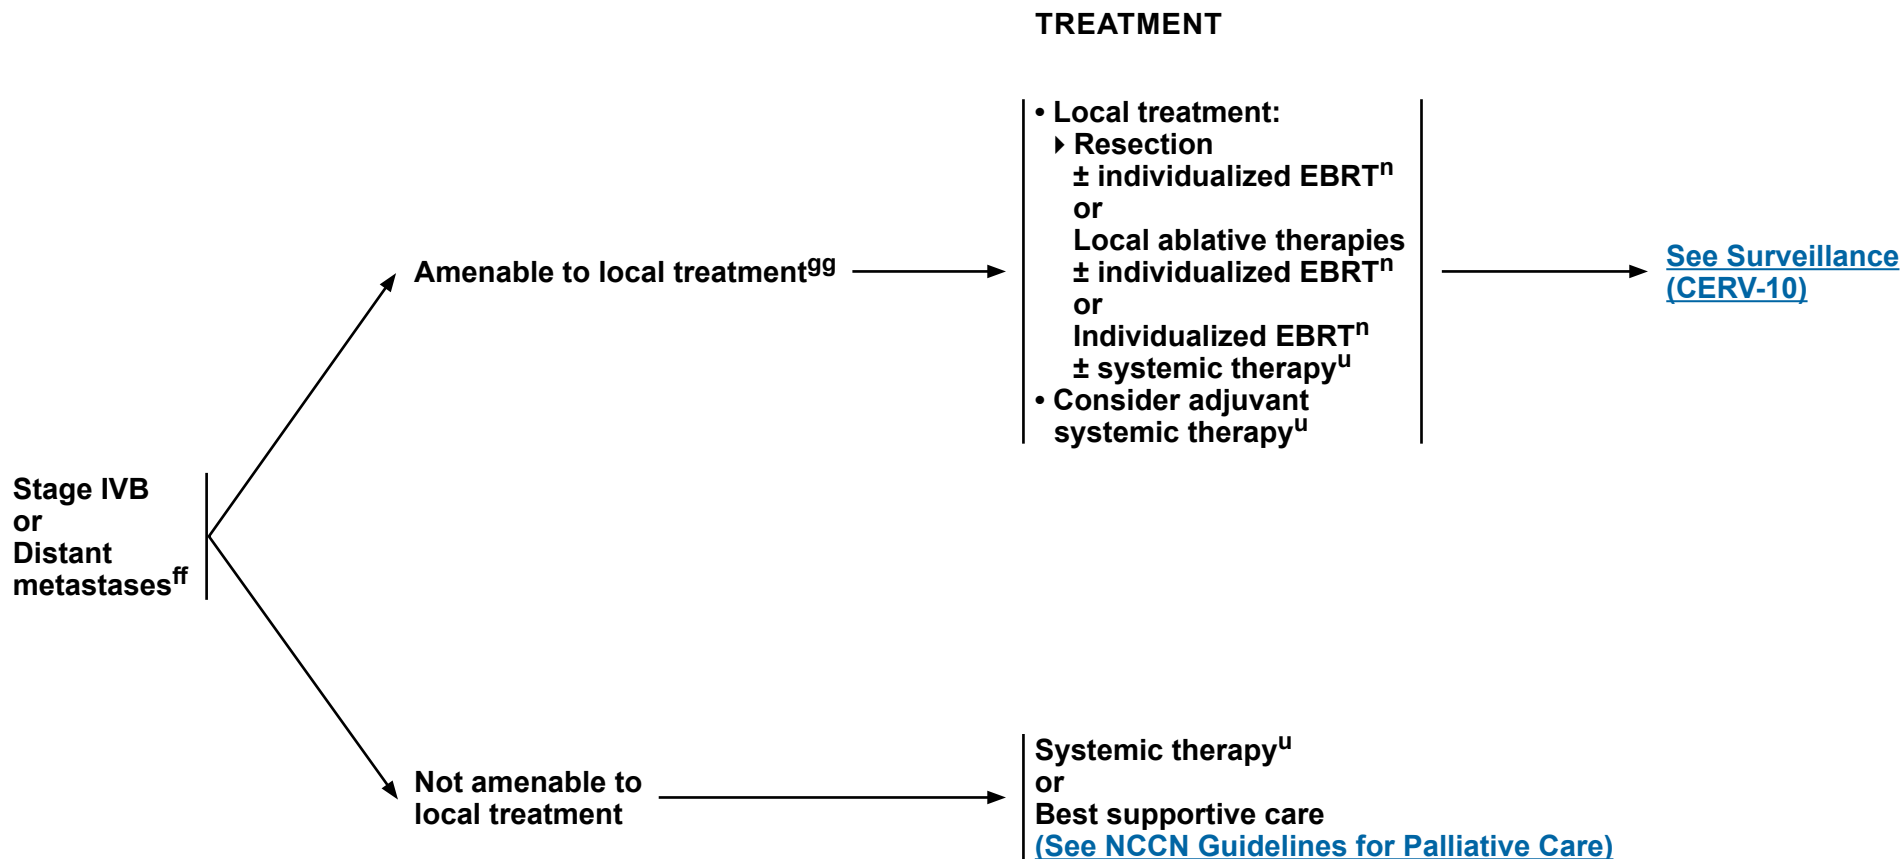 TREATMENT
Stage IVB
or
Distant
metastasesff
Amenable to local treatmentgg
• Local treatment:
▸ Resection
± individualized EBRTn
or
Local ablative therapies
± individualized EBRTn
or
Individualized EBRTn
± systemic therapyu
• Consider adjuvant
systemic therapyu
See Surveillance
(CERV-10)
Not amenable to
local treatment
Systemic therapyu
or
Best supportive care
(See NCCN Guidelines for Palliative Care)